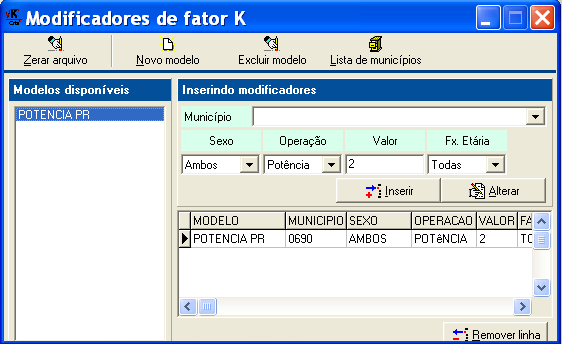 Modificadores de fator K
Zerar arquivo Novo modelo Excluir modelo Lista de municípios
Modelos disponíveis
POTENCIA PR
Inserindo modificadores
Município
Sexo Operação Valor Fx. Etária
Ambos Potência 2 Todas
Inserir Alterar
MODELO MUNICIPIO SEXO OPERACAO VALOR FA
POTENCIA PR 0690 AMBOS POTêNCIA 2 TO
Remover linha